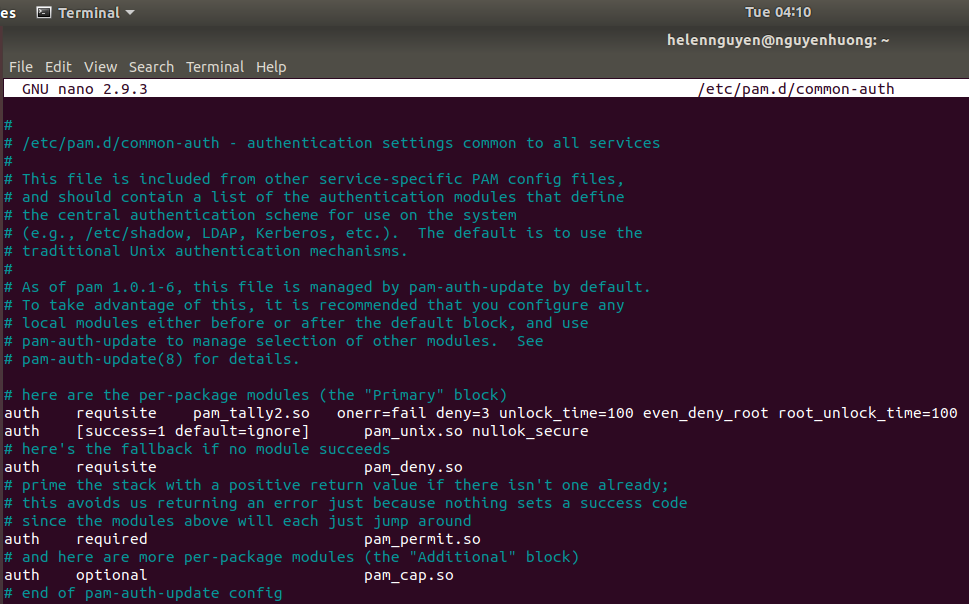 es Terminal Tue 04:10
helennguyen@nguyenhuong: ~
File Edit View Search Terminal Help
GNU nano 2.9.3 /etc/pam.d/common-auth
#
# /etc/pam.d/common-auth - authentication settings common to all services
#
# This file is included from other service-specific PAM config files,
# and should contain a list of the authentication modules that define
# the central authentication scheme for use on the system
# (e.g., /etc/shadow, LDAP, Kerberos, etc.).  The default is to use the
# traditional Unix authentication mechanisms.
#
# As of pam 1.0.1-6, this file is managed by pam-auth-update by default.
# To take advantage of this, it is recommended that you configure any
# local modules either before or after the default block, and use
# pam-auth-update to manage selection of other modules.  See
# pam-auth-update(8) for details.
# here are the per-package modules (the "Primary" block)
auth    requisite    pam_tally2.so   onerr=fail deny=3 unlock_time=100 even_deny_root root_unlock_time=100
auth    [success=1 default=ignore]      pam_unix.so nullok_secure
# here's the fallback if no module succeeds
auth    requisite                       pam_deny.so
# prime the stack with a positive return value if there isn't one already;
# this avoids us returning an error just because nothing sets a success code
# since the modules above will each just jump around
auth    required                        pam_permit.so
# and here are more per-package modules (the "Additional" block)
auth    optional                        pam_cap.so
# end of pam-auth-update config